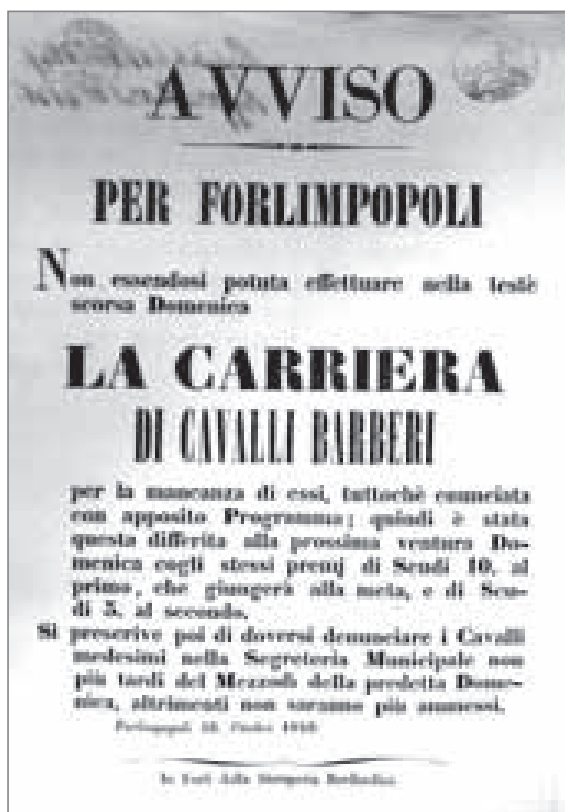 AVVISO
PER FORLIMPOPOLI
Non essendosi potuta effettuare nella testè
scorsa Domenica
LA CARRIERA
DI CAVALLI BARBERI
per la mancanza di essi, tuttochè enunciata
con apposito Programma; quindi è stata
questa differita alla prossima ventura Do-
menica cogli stessi premj di Scudi 10. al
primo, che giungerà alla meta, e di Scu-
di 5. al secondo.
Si prescrive poi di doversi denunciare i Cavalli
medesimi nella Segreteria Municipale non
più tardi del Mezzodì della predetta Dome-
nica, altrimenti non saranno più ammessi.
Forlimpopoli
In Forlì dalla